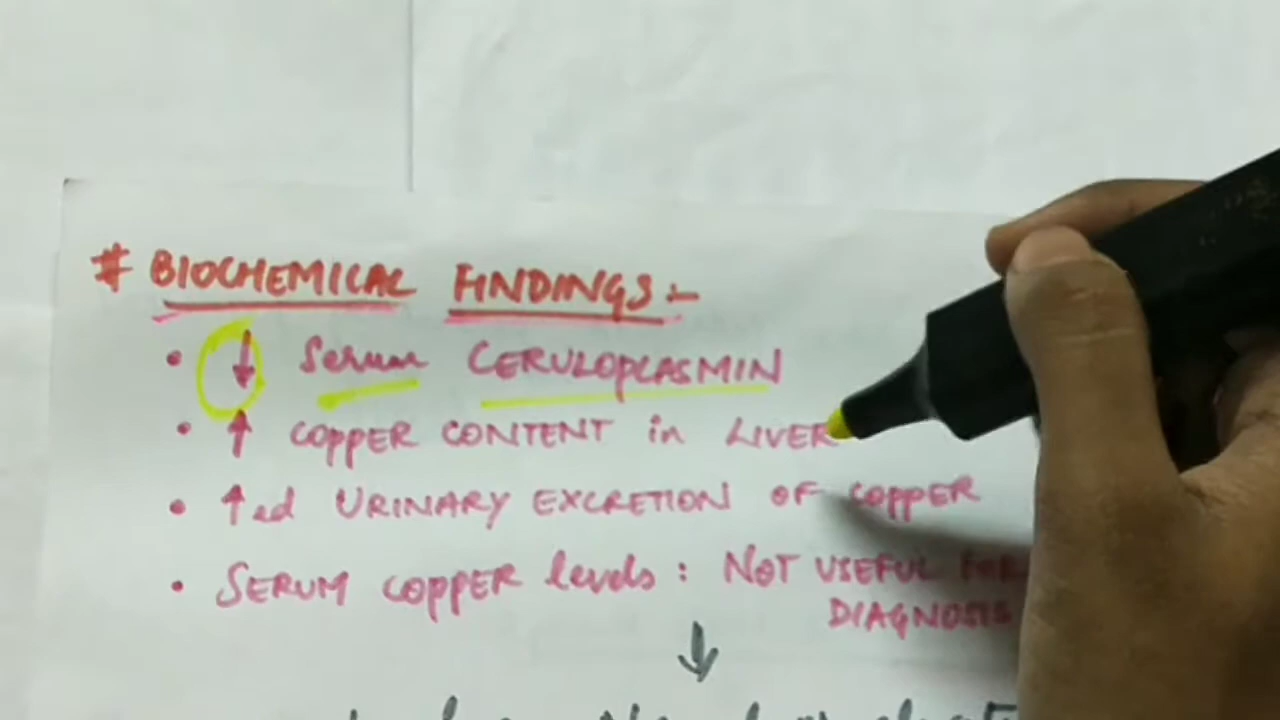 # BIOCHEMICAL FINDINGS :-
• ↓ Serum CERULOPLASMIN
• ↑ COPPER CONTENT in LIVER
• ↑ed URINARY EXCRETION OF COPPER
• SERUM COPPER levels : NOT USEFUL FOR
DIAGNOSIS
↓